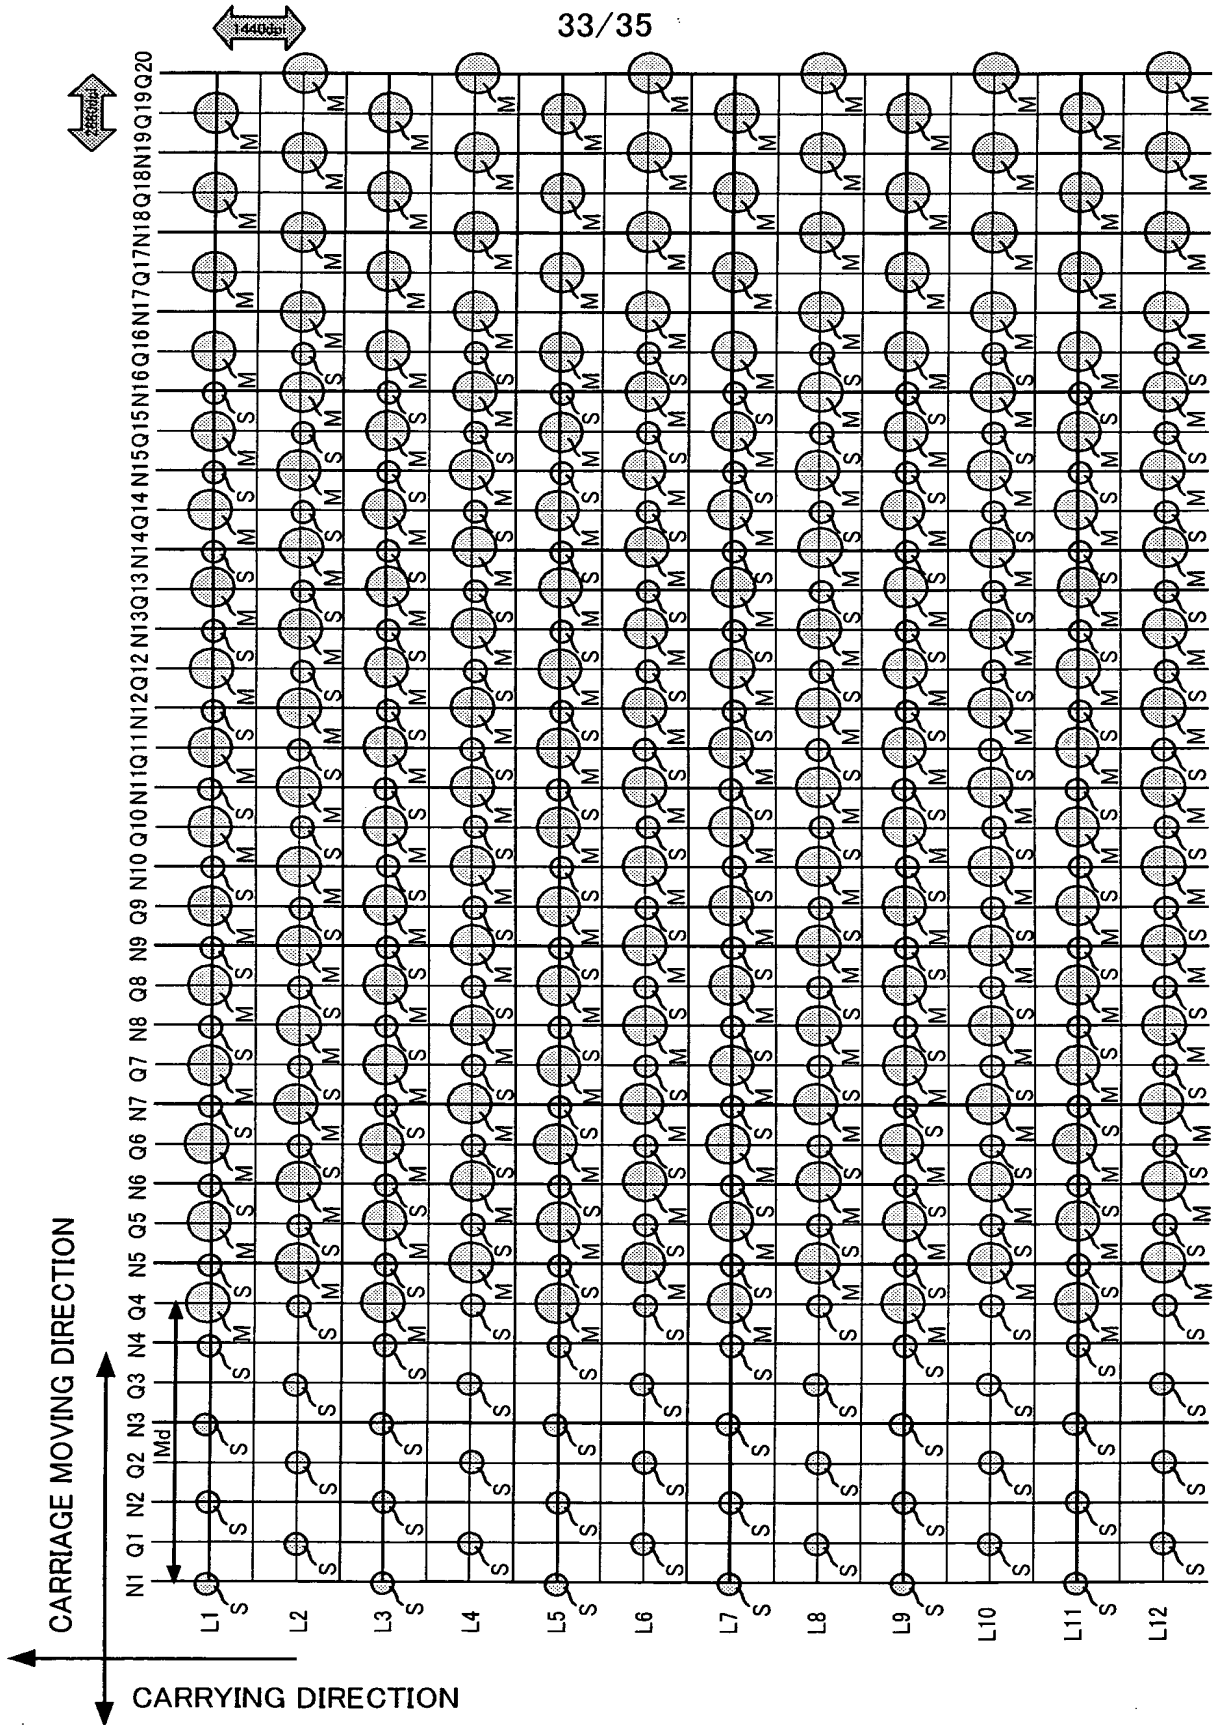 33/35
1440dpi
2880dpi
CARRIAGE MOVING DIRECTION
CARRYING DIRECTION
Md
N1 Q1 N2 Q2 N3 Q3 N4 Q4 N5 Q5 N6 Q6 N7 Q7 N8 Q8 N9 Q9 N10 Q10 N11 Q11 N12 Q12 N13 Q13 N14 Q14 N15 Q15 N16 Q16 N17 Q17 N18 Q18 N19 Q19 Q20
L1 S S S S M S M S M S M S M S M S M S M S M S M S M S M S M M M M
L2 S S S S M S M S M S M S M S M S M S M S M S M S M S M S M M M M
L3 S S S S M S M S M S M S M S M S M S M S M S M S M S M S M M M M
L4 S S S S M S M S M S M S M S M S M S M S M S M S M S M S M M M M
L5 S S S S M S M S M S M S M S M S M S M S M S M S M S M S M M M M
L6 S S S S M S M S M S M S M S M S M S M S M S M S M S M S M M M M
L7 S S S S M S M S M S M S M S M S M S M S M S M S M S M S M M M M
L8 S S S S M S M S M S M S M S M S M S M S M S M S M S M S M M M M
L9 S S S S M S M S M S M S M S M S M S M S M S M S M S M S M M M M
L10 S S S S M S M S M S M S M S M S M S M S M S M S M S M S M M M M
L11 S S S S M S M S M S M S M S M S M S M S M S M S M S M S M M M M
L12 S S S S M S M S M S M S M S M S M S M S M S M S M S M S M M M M